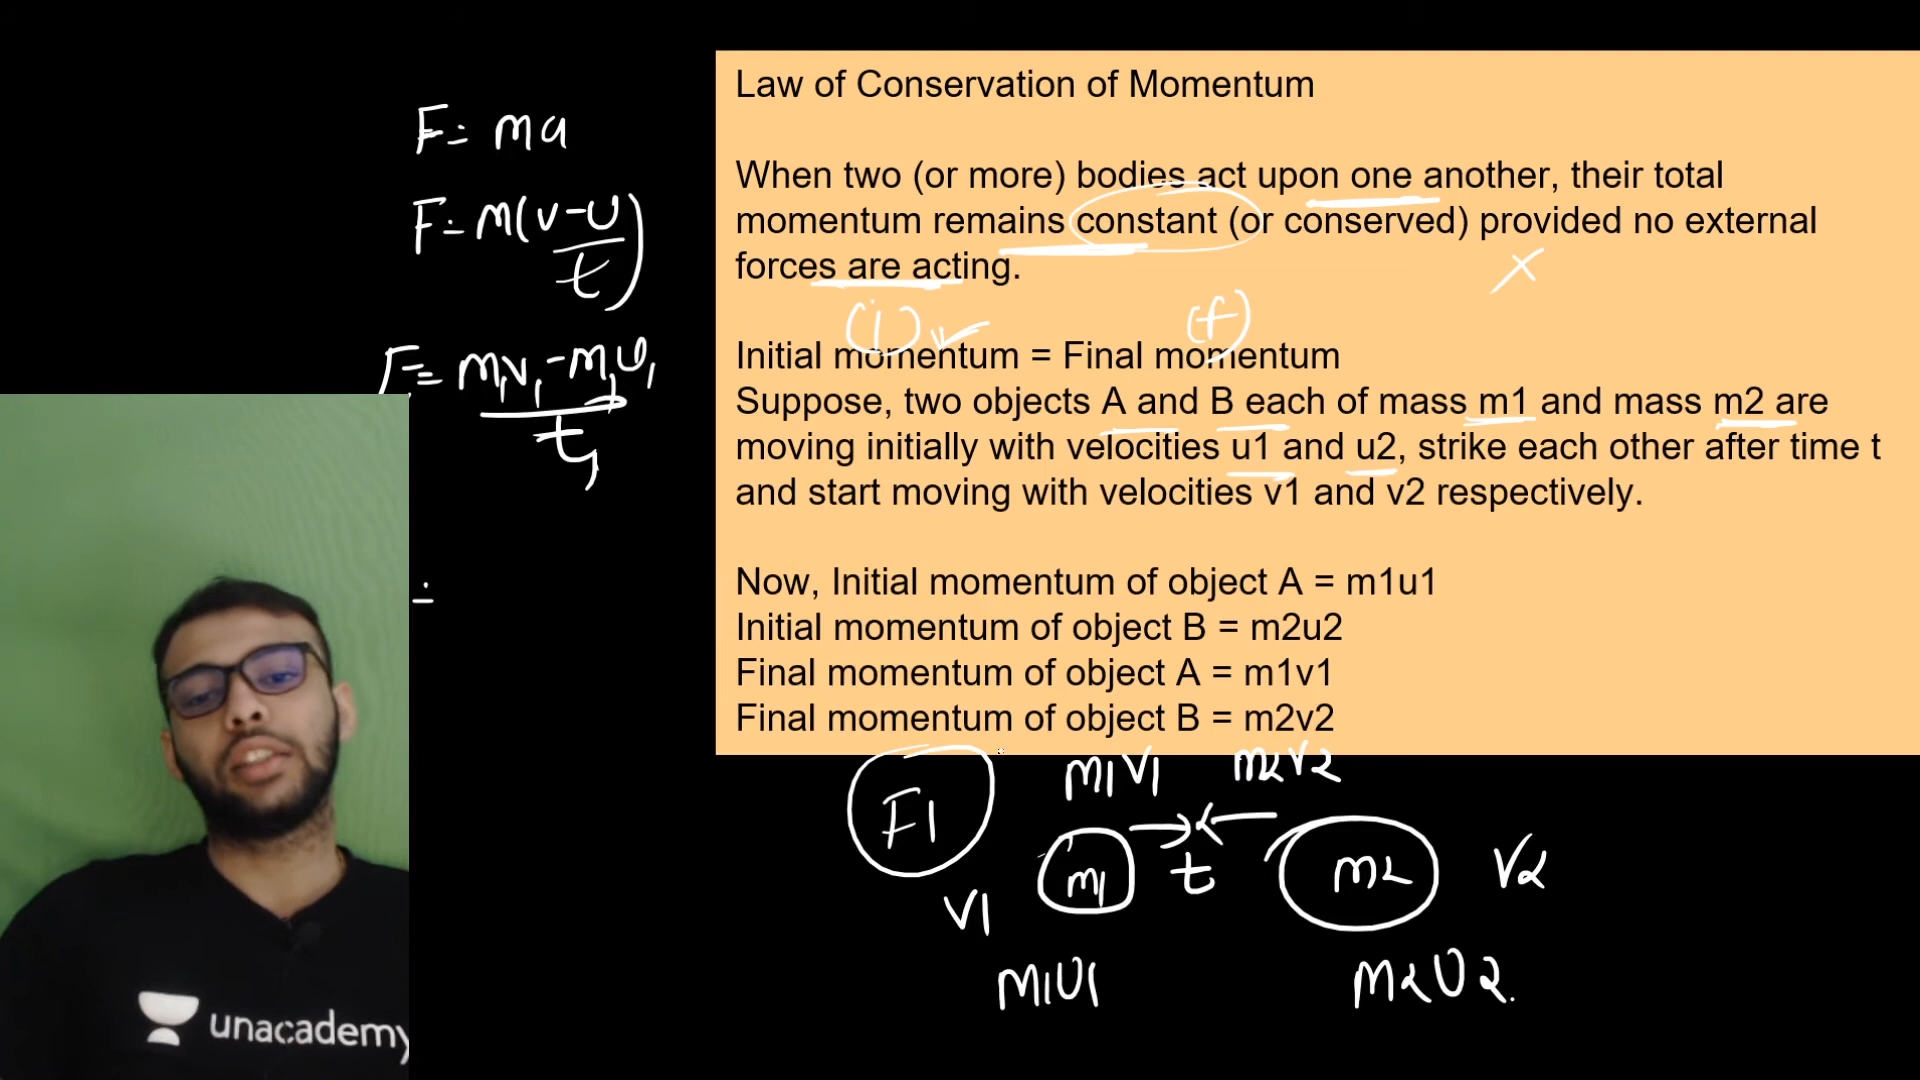 F = ma
F = m(v-u/t)
F = m1v1 - m1u1
t
Law of Conservation of Momentum
When two (or more) bodies act upon one another, their total
momentum remains constant (or conserved) provided no external
forces are acting.
(i) (f)
Initial momentum = Final momentum
Suppose, two objects A and B each of mass m1 and mass m2 are
moving initially with velocities u1 and u2, strike each other after time t
and start moving with velocities v1 and v2 respectively.
Now, Initial momentum of object A = m1u1
Initial momentum of object B = m2u2
Final momentum of object A = m1v1
Final momentum of object B = m2v2
m1v1 m2v2
F1
m1 t m2 v2
v1
m1u1 m2u2
unacademy